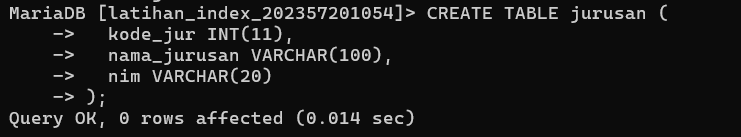 MariaDB [latihan_index_202357201054]> CREATE TABLE jurusan (
    ->   kode_jur INT(11),
    ->   nama_jurusan VARCHAR(100),
    ->   nim VARCHAR(20)
    -> );
Query OK, 0 rows affected (0.014 sec)